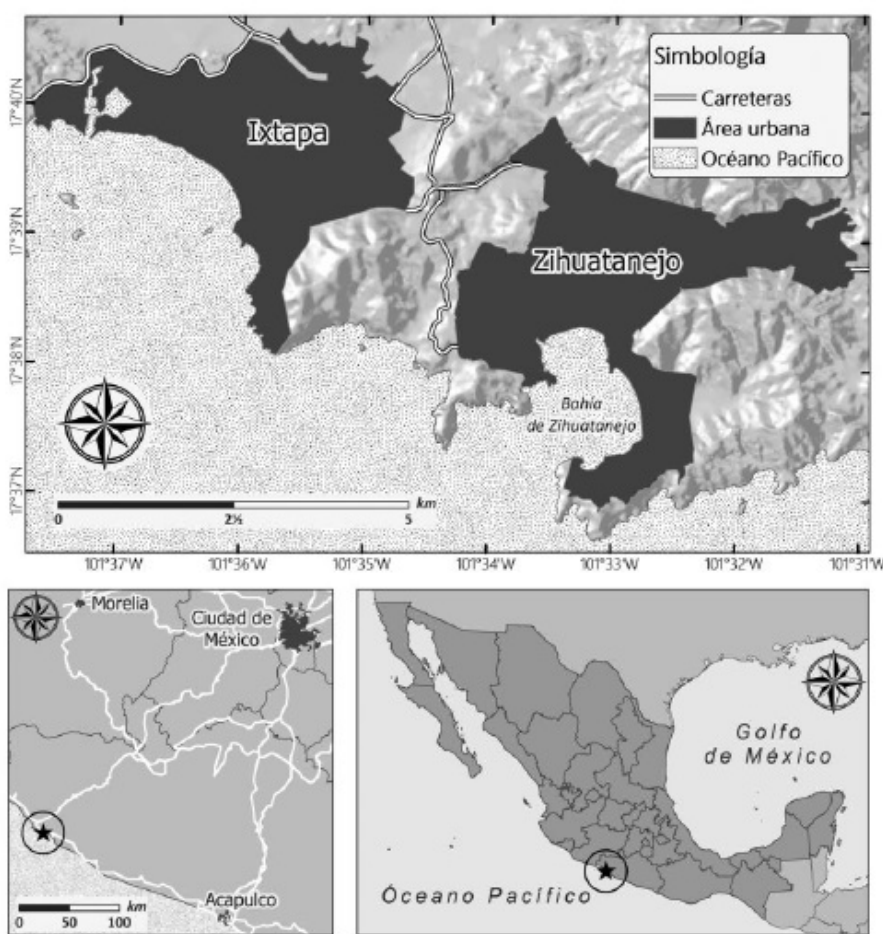 Simbología
Carreteras
Área urbana
Océano Pacífico
Ixtapa
Zihuatanejo
Bahía
de Zihuatanejo
17°40'N
17°39'N
17°38'N
17°37'N
km
0 2½ 5
101°37'W 101°36'W 101°35'W 101°34'W 101°33'W 101°32'W 101°31'W
Morelia
Ciudad de
México
km
0 50 100
Acapulco
Golfo
de México
Óceano Pacífico